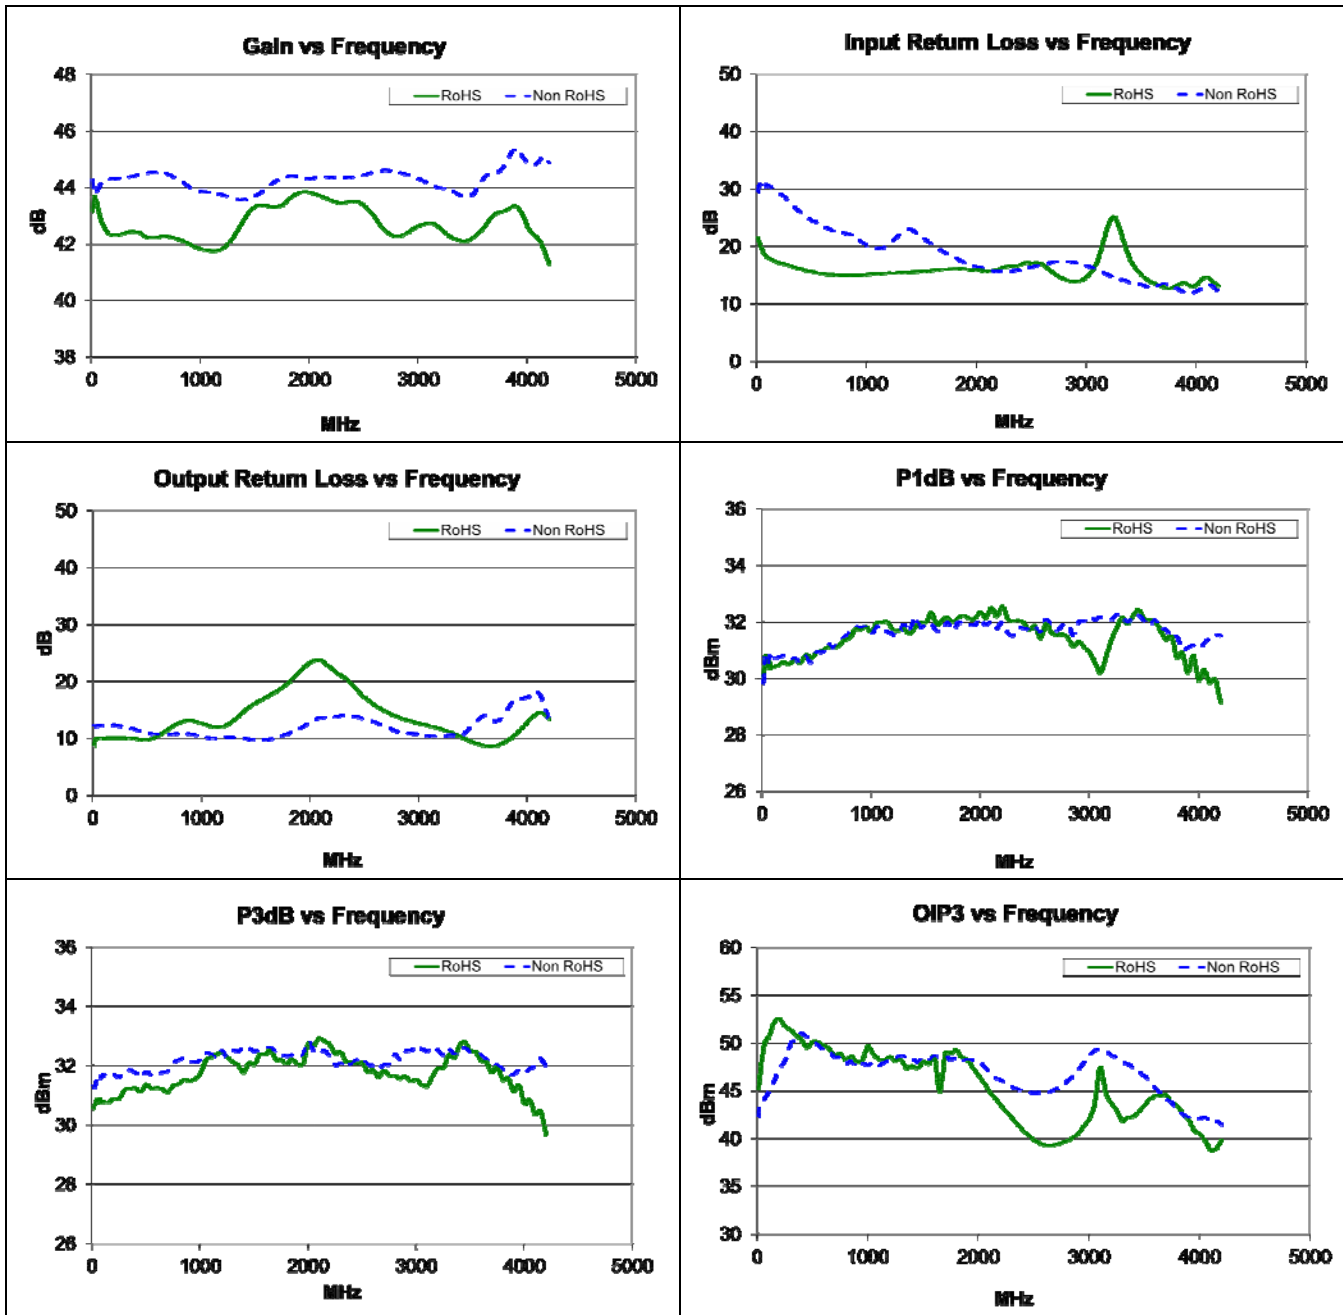 Gain vs Frequency
48
46
44
42
40
38
dB
RoHS Non RoHS
0 1000 2000 3000 4000 5000
MHz
Input Return Loss vs Frequency
50
40
30
20
10
0
dB
RoHS Non RoHS
0 1000 2000 3000 4000 5000
MHz
Output Return Loss vs Frequency
50
40
30
20
10
0
dB
RoHS Non RoHS
0 1000 2000 3000 4000 5000
MHz
P1dB vs Frequency
36
34
32
30
28
26
dBm
RoHS Non RoHS
0 1000 2000 3000 4000 5000
MHz
P3dB vs Frequency
36
34
32
30
28
26
dBm
RoHS Non RoHS
0 1000 2000 3000 4000 5000
MHz
OIP3 vs Frequency
60
55
50
45
40
35
30
dBm
RoHS Non RoHS
0 1000 2000 3000 4000 5000
MHz